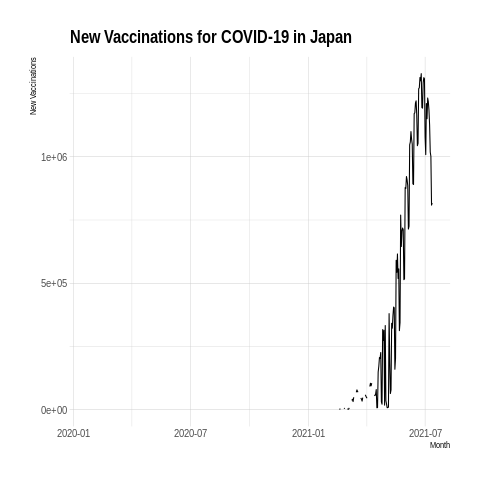 New Vaccinations for COVID-19 in Japan
New Vaccinations
1e+06
5e+05
0e+00
2020-01
2020-07
2021-01
2021-07
Month